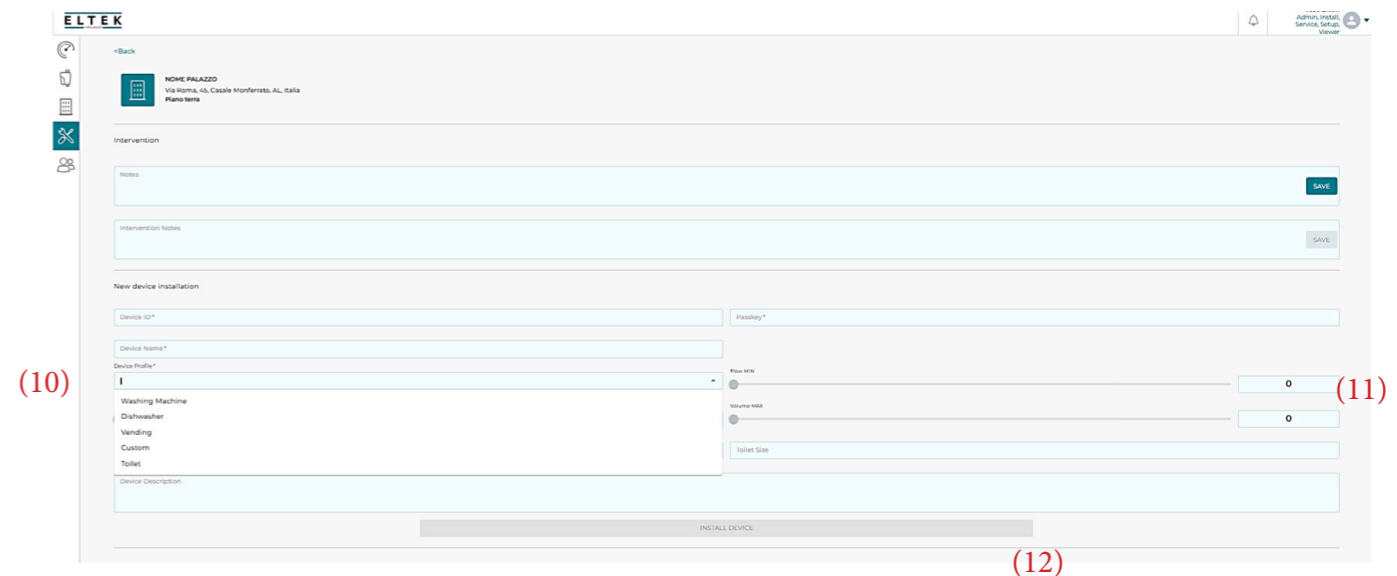 ELTEK
Admin, Install,
Service, Setup,
Viewer
<Back
NOME PALAZZO
Via Roma, 46, Casale Monferrato, AL, Italia
Piano terra
Intervention
Notes
SAVE
Intervention Notes
SAVE
New device installation
Device ID*
Passkey*
Device Name*
Device Profile*
Flow MIN
(10)
0
(11)
Washing Machine
Dishwasher
Vending
Custom
Toilet
Volume MAX
0
Toilet Size
Device Description
INSTALL DEVICE
(12)